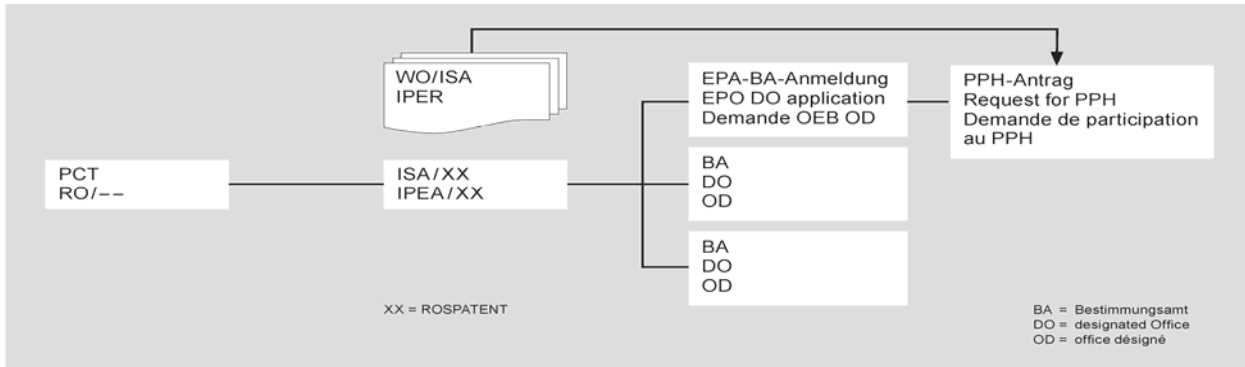 WO/ISA
IPER
EPA-BA-Anmeldung
EPO DO application
Demande OEB OD
PPH-Antrag
Request for PPH
Demande de participation
au PPH
PCT
RO/--
ISA/XX
IPEA/XX
BA
DO
OD
BA
DO
OD
XX = ROSPATENT
BA = Bestimmungsamt
DO = designated Office
OD = office désigné